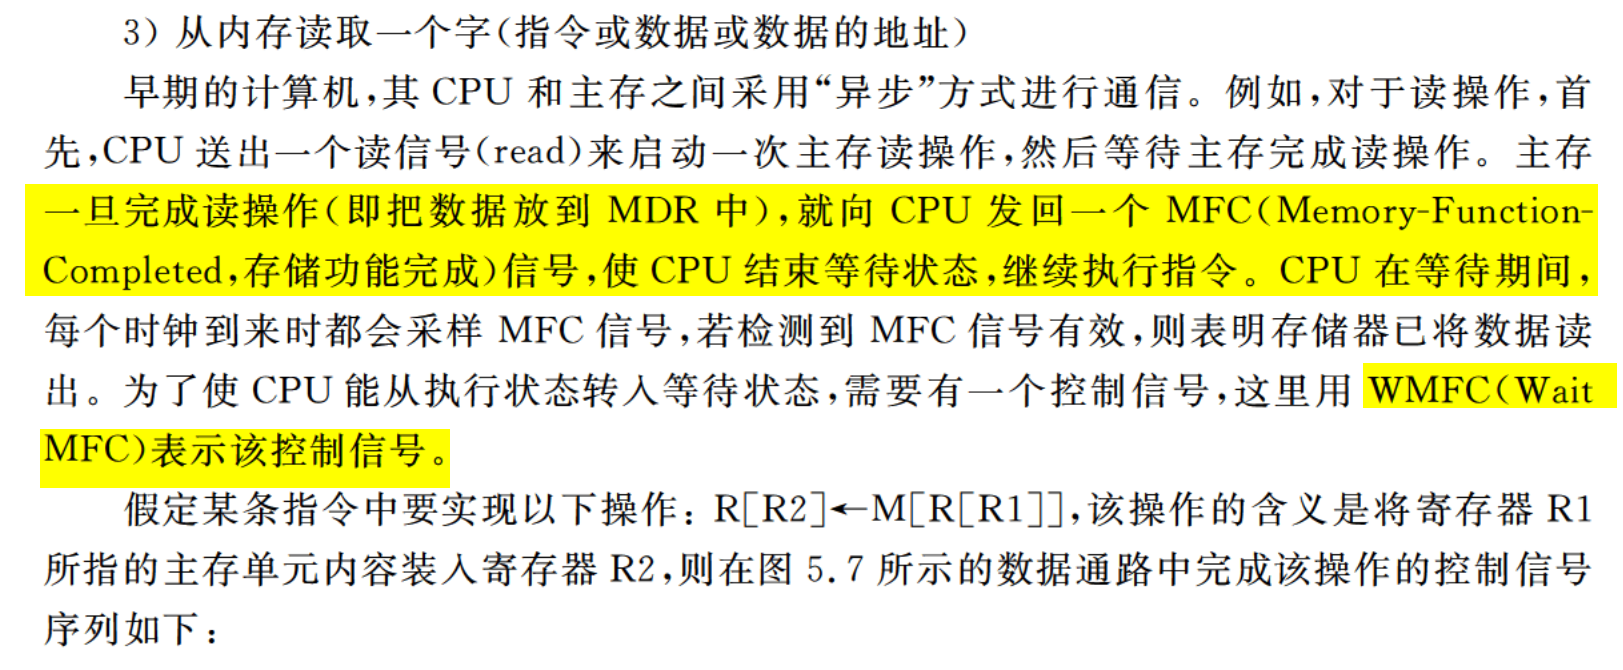 3) 从内存读取一个字(指令或数据或数据的地址)
早期的计算机,其 CPU 和主存之间采用“异步”方式进行通信。例如,对于读操作,首
先,CPU 送出一个读信号(read)来启动一次主存读操作,然后等待主存完成读操作。主存
一旦完成读操作(即把数据放到 MDR 中),就向 CPU 发回一个 MFC(Memory-Function-
Completed,存储功能完成)信号,使 CPU 结束等待状态,继续执行指令。CPU 在等待期间,
每个时钟到来时都会采样 MFC 信号,若检测到 MFC 信号有效,则表明存储器已将数据读
出。为了使 CPU 能从执行状态转入等待状态,需要有一个控制信号,这里用 WMFC(Wait
MFC)表示该控制信号。
假定某条指令中要实现以下操作:R[R2]←M[R[R1]],该操作的含义是将寄存器 R1
所指的主存单元内容装入寄存器 R2,则在图 5.7 所示的数据通路中完成该操作的控制信号
序列如下: